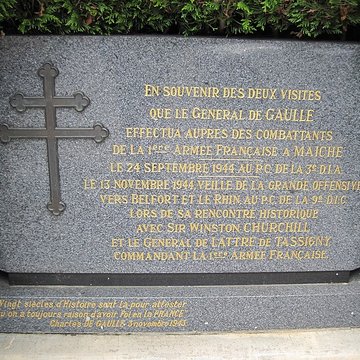 EN SOUVENIR DES DEUX VISITES
QUE LE GENERAL DE GAULLE
EFFECTUA AUPRES DES COMBATTANTS
DE LA 1ERE ARMEE FRANÇAISE A MAICHE
LE 24 SEPTEMBRE 1944 AU P.C. DE LA 3E D.I.A.
LE 13 NOVEMBRE 1944, VEILLE DE LA GRANDE OFFENSIVE
VERS BELFORT ET LE RHIN AU P.C. DE LA 9E D.I.C.
LORS DE SA RENCONTRE HISTORIQUE
AVEC SIR WINSTON CHURCHILL
ET LE GENERAL DE LATTRE DE TASSIGNY
COMMANDANT LA 1ERE ARMEE FRANÇAISE.
Vingt siècles d'Histoire sont là pour attester
qu'on a toujours raison d'avoir Foi en la FRANCE
Charles DE GAULLE 3 novembre 1943